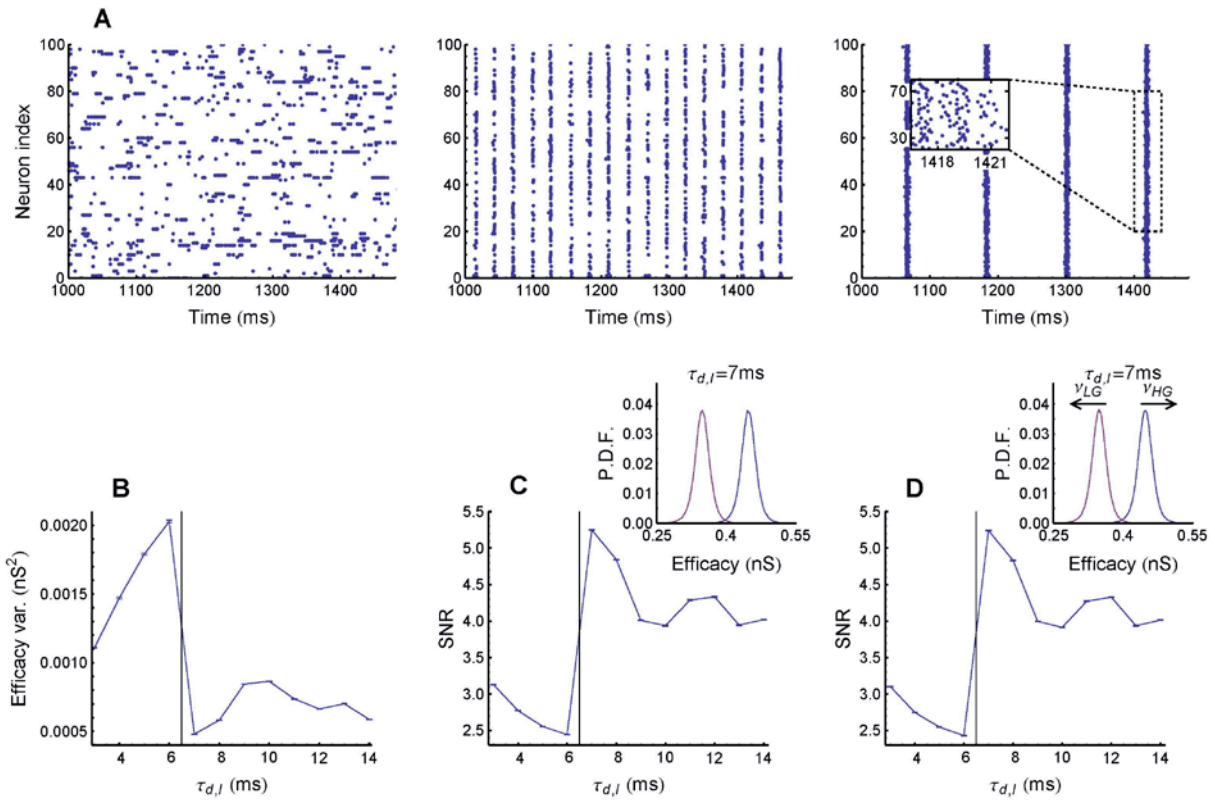 A
Neuron index
100
80
60
40
20
0
1000 1100 1200 1300 1400
Time (ms)
100
80
60
40
20
0
1000 1100 1200 1300 1400
Time (ms)
100
80
60
40
20
0
70
30
1418 1421
1000 1100 1200 1300 1400
Time (ms)
B
Efficacy var. (nS²)
0.0020
0.0015
0.0010
0.0005
4 6 8 10 12 14
τd,l (ms)
C
SNR
5.5
5.0
4.5
4.0
3.5
3.0
2.5
4 6 8 10 12 14
τd,l (ms)
τd,l=7ms
P.D.F.
0.04
0.03
0.02
0.01
0.00
0.25 0.4 0.55
Efficacy (nS)
D
SNR
5.5
5.0
4.5
4.0
3.5
3.0
2.5
4 6 8 10 12 14
τd,l (ms)
τd,l=7ms
νLG νHG
P.D.F.
0.04
0.03
0.02
0.01
0.00
0.25 0.4 0.55
Efficacy (nS)